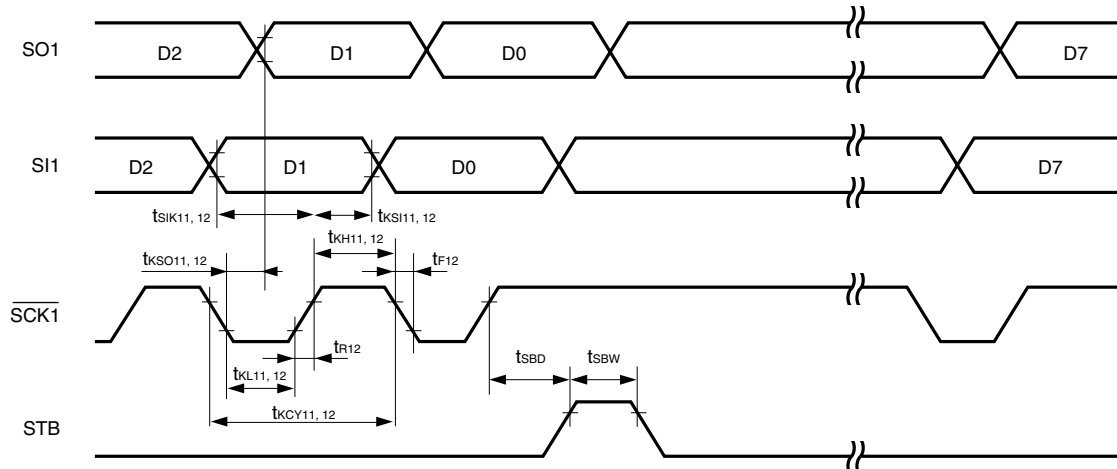 SO1 D2 D1 D0 D7
SI1 D2 D1 D0 D7
tSIK11, 12 tKSI11, 12
tKH11, 12
tKSO11, 12 tF12
SCK1
tR12
tSBD tSBW
tKL11, 12
tKCY11, 12
STB